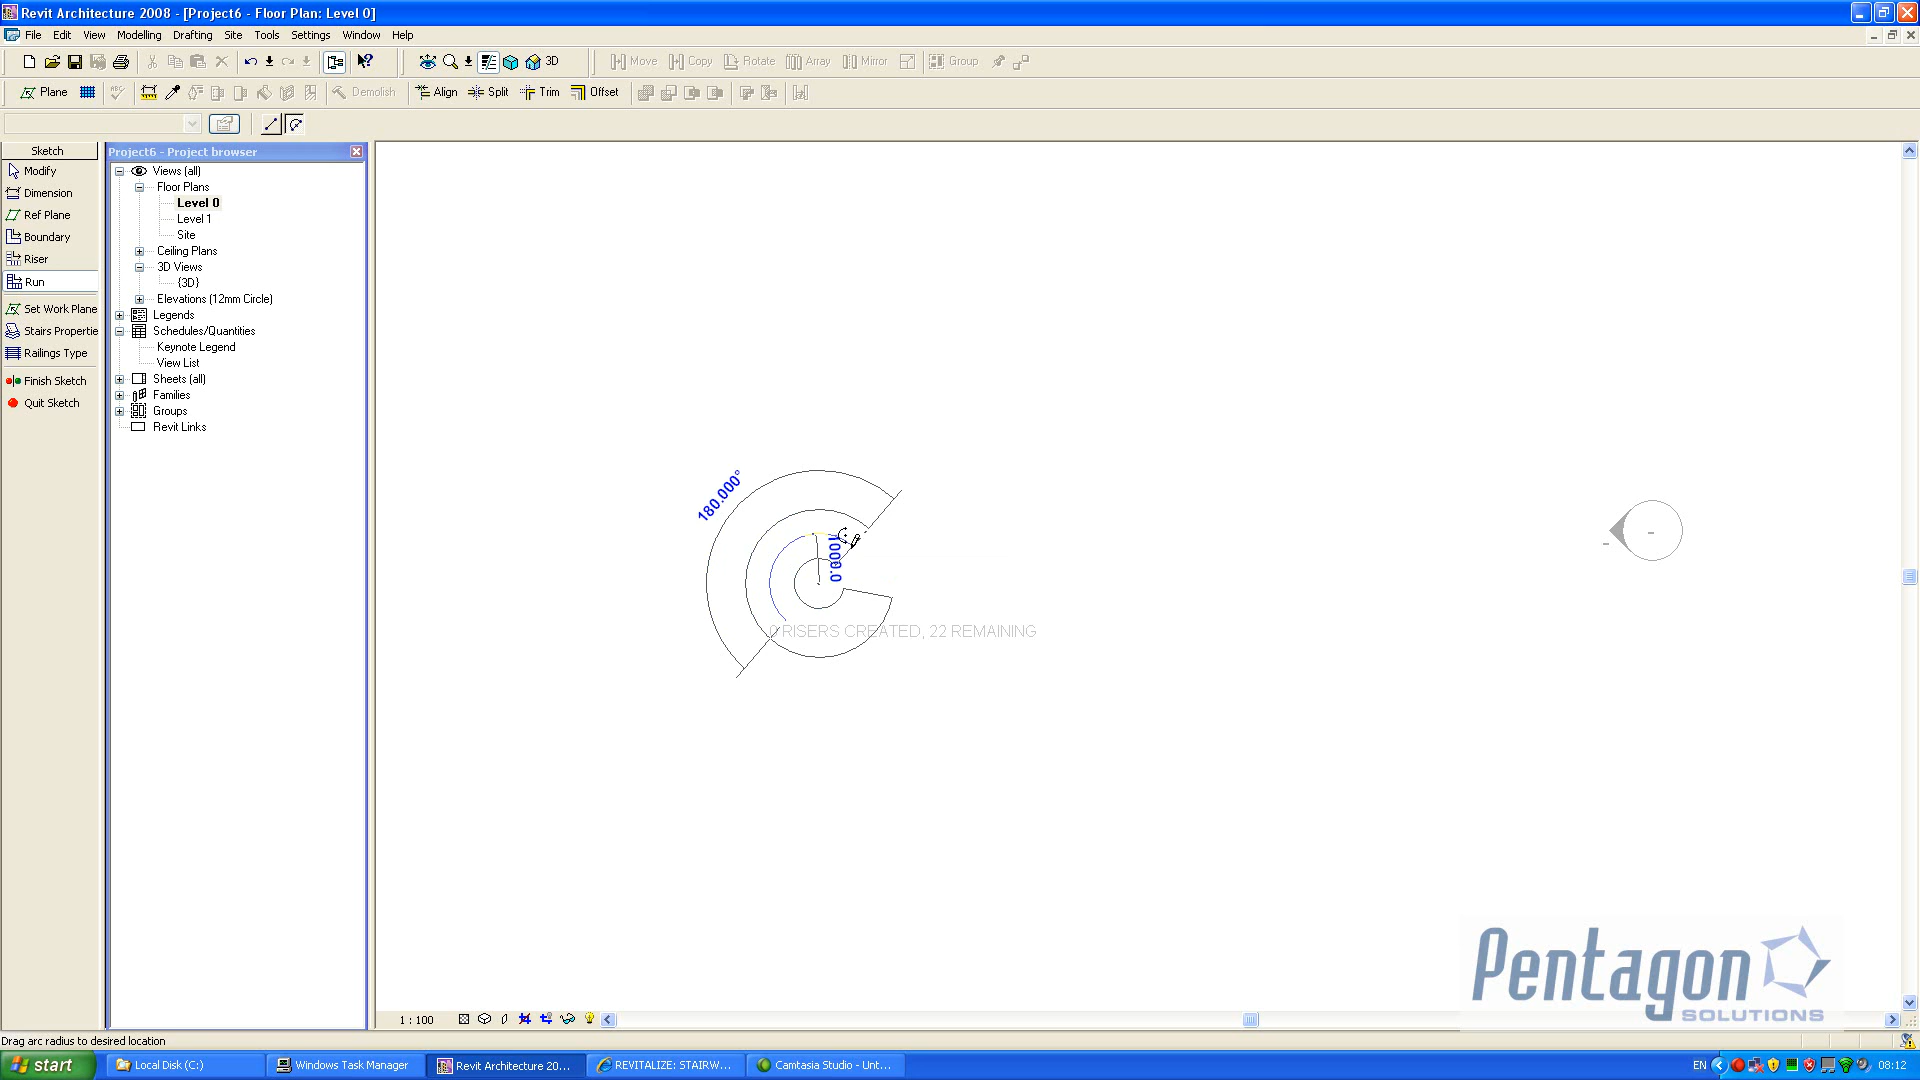 Revit Architecture 2008 - [Project6 - Floor Plan: Level 0]
File Edit View Modelling Drafting Site Tools Settings Window Help
3D Move Copy Rotate Array Mirror Group
Plane Demolish Align Split Trim Offset
Sketch
Modify
Dimension
Ref Plane
Boundary
Riser
Run
Set Work Plane
Stairs Propertie
Railings Type
Finish Sketch
Quit Sketch
Project6 - Project browser
Views (all)
Floor Plans
Level 0
Level 1
Site
Ceiling Plans
3D Views
{3D}
Elevations (12mm Circle)
Legends
Schedules/Quantities
Keynote Legend
View List
Sheets (all)
Families
Groups
Revit Links
180.000°
1000.0
0 RISERS CREATED, 22 REMAINING
Pentagon
SOLUTIONS
1 : 100
Drag arc radius to desired location
start Local Disk (C:) Windows Task Manager Revit Architecture 20... REVITALIZE: STAIRW... Camtasia Studio - Unt... EN 08:12